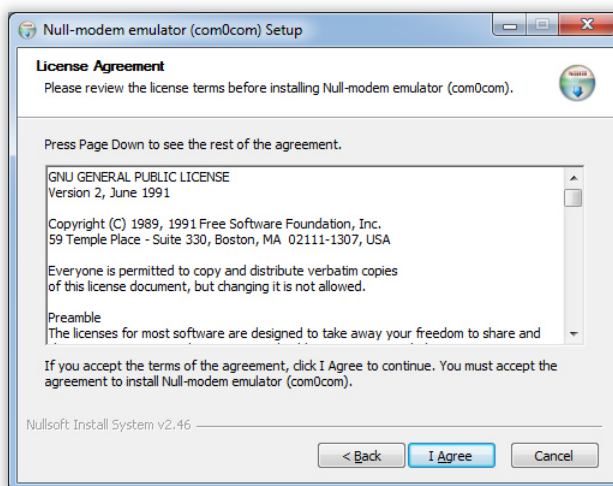 Null-modem emulator (com0com) Setup
License Agreement
Please review the license terms before installing Null-modem emulator (com0com).
Press Page Down to see the rest of the agreement.
GNU GENERAL PUBLIC LICENSE
Version 2, June 1991
Copyright (C) 1989, 1991 Free Software Foundation, Inc.
59 Temple Place - Suite 330, Boston, MA  02111-1307, USA
Everyone is permitted to copy and distribute verbatim copies
of this license document, but changing it is not allowed.
Preamble
The licenses for most software are designed to take away your freedom to share and
If you accept the terms of the agreement, click I Agree to continue. You must accept the
agreement to install Null-modem emulator (com0com).
Nullsoft Install System v2.46
< Back
I Agree
Cancel